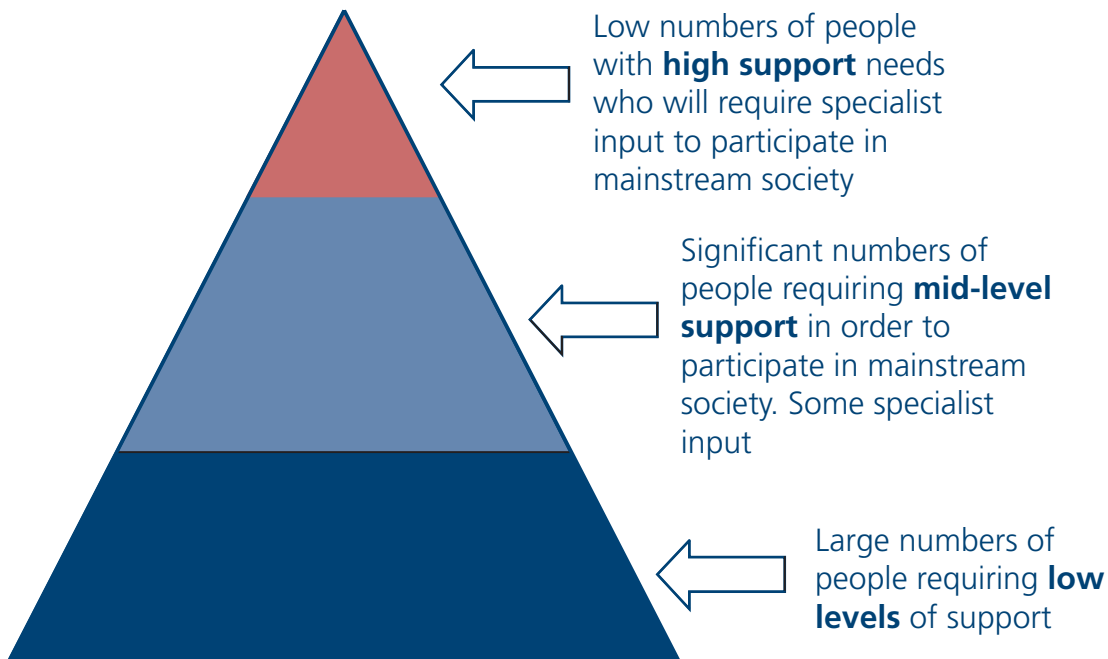 Low numbers of people
with high support needs
who will require specialist
input to participate in
mainstream society
Significant numbers of
people requiring mid-level
support in order to
participate in mainstream
society. Some specialist
input
Large numbers of
people requiring low
levels of support